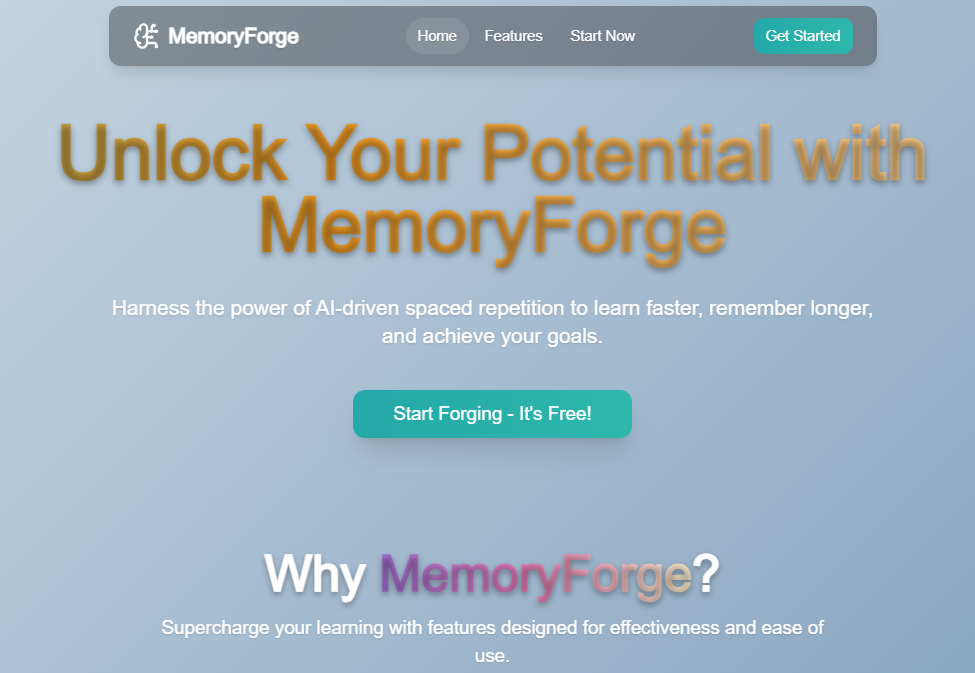 MemoryForge
Home
Features
Start Now
Get Started
Unlock Your Potential with
MemoryForge
Harness the power of AI-driven spaced repetition to learn faster, remember longer,
and achieve your goals.
Start Forging - It's Free!
Why MemoryForge?
Supercharge your learning with features designed for effectiveness and ease of
use.